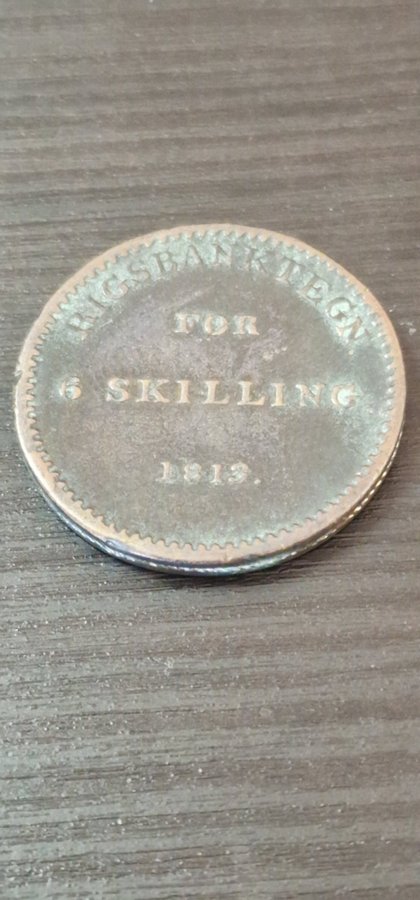 RIGSBANKTEGN
FOR
6 SKILLING
1813.